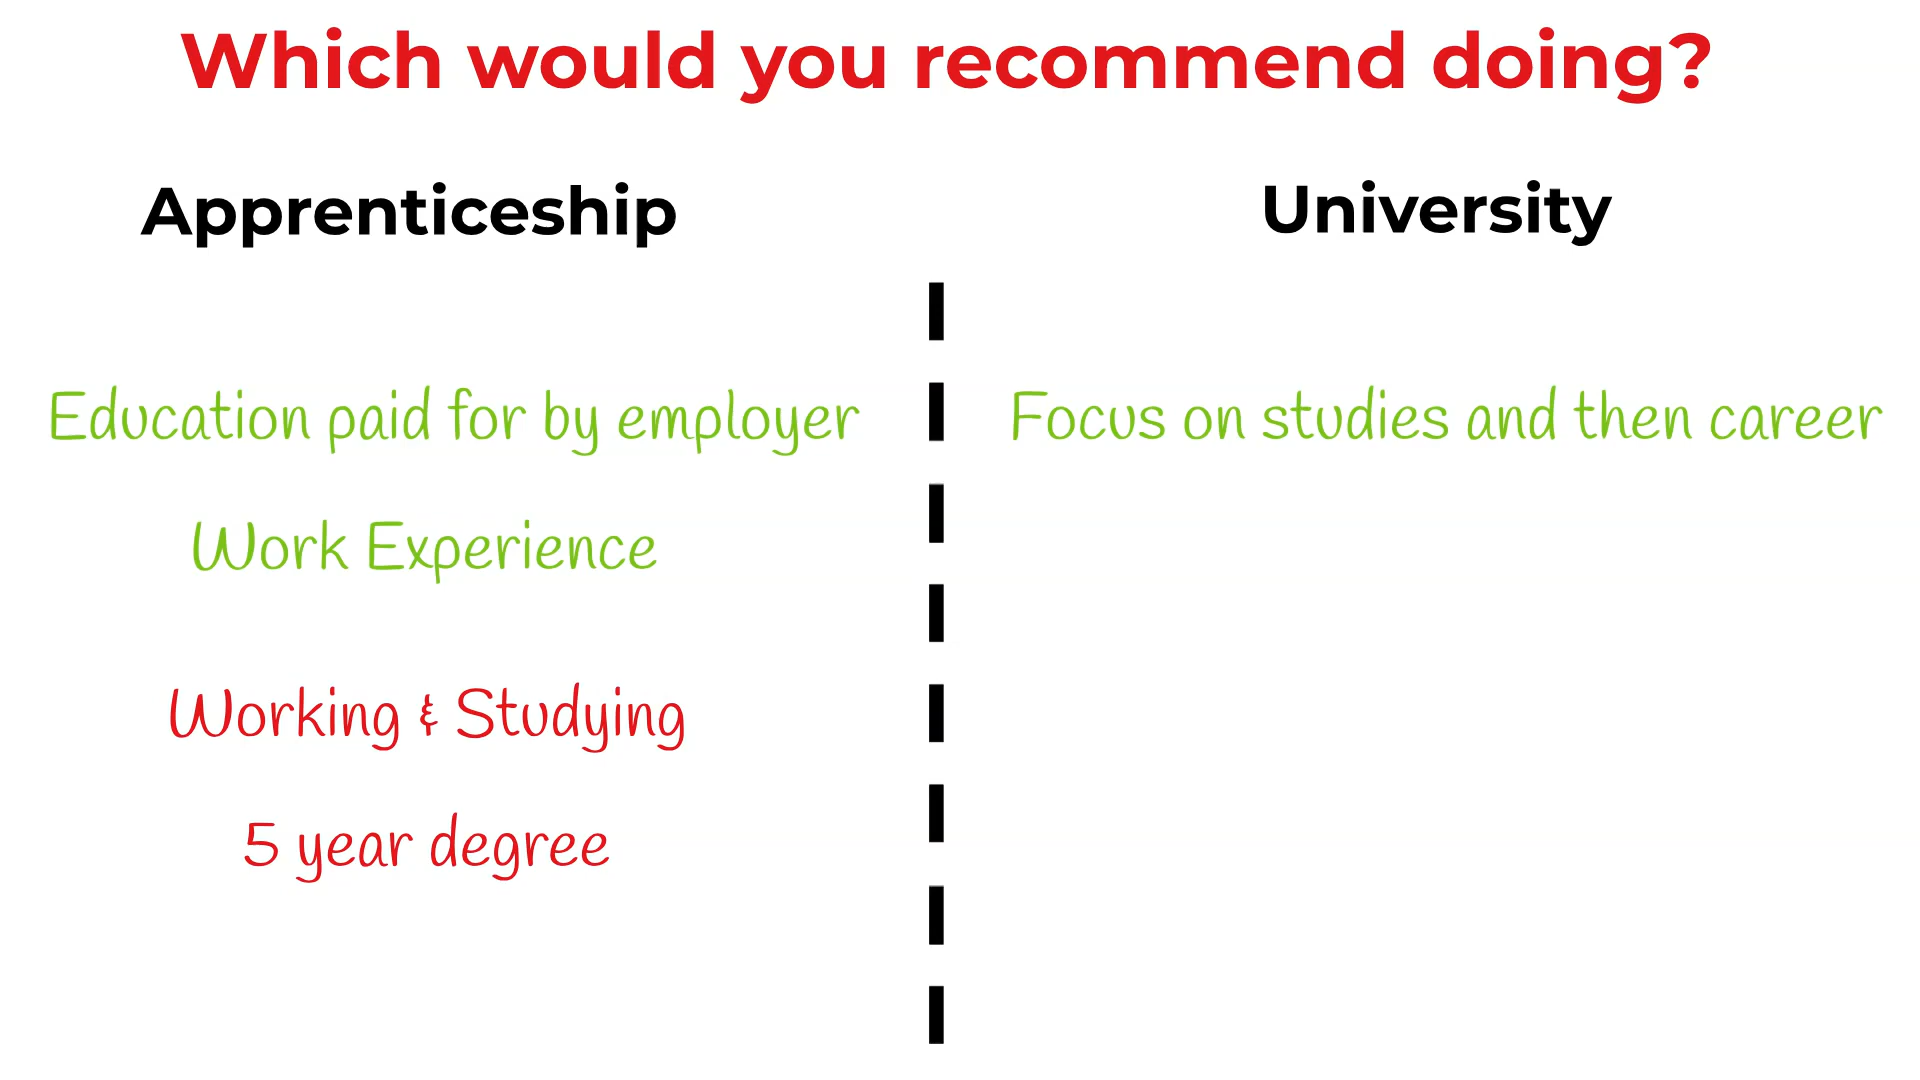 Which would you recommend doing?
Apprenticeship
Education paid for by employer
Work Experience
Working & Studying
5 year degree
University
Focus on studies and then career